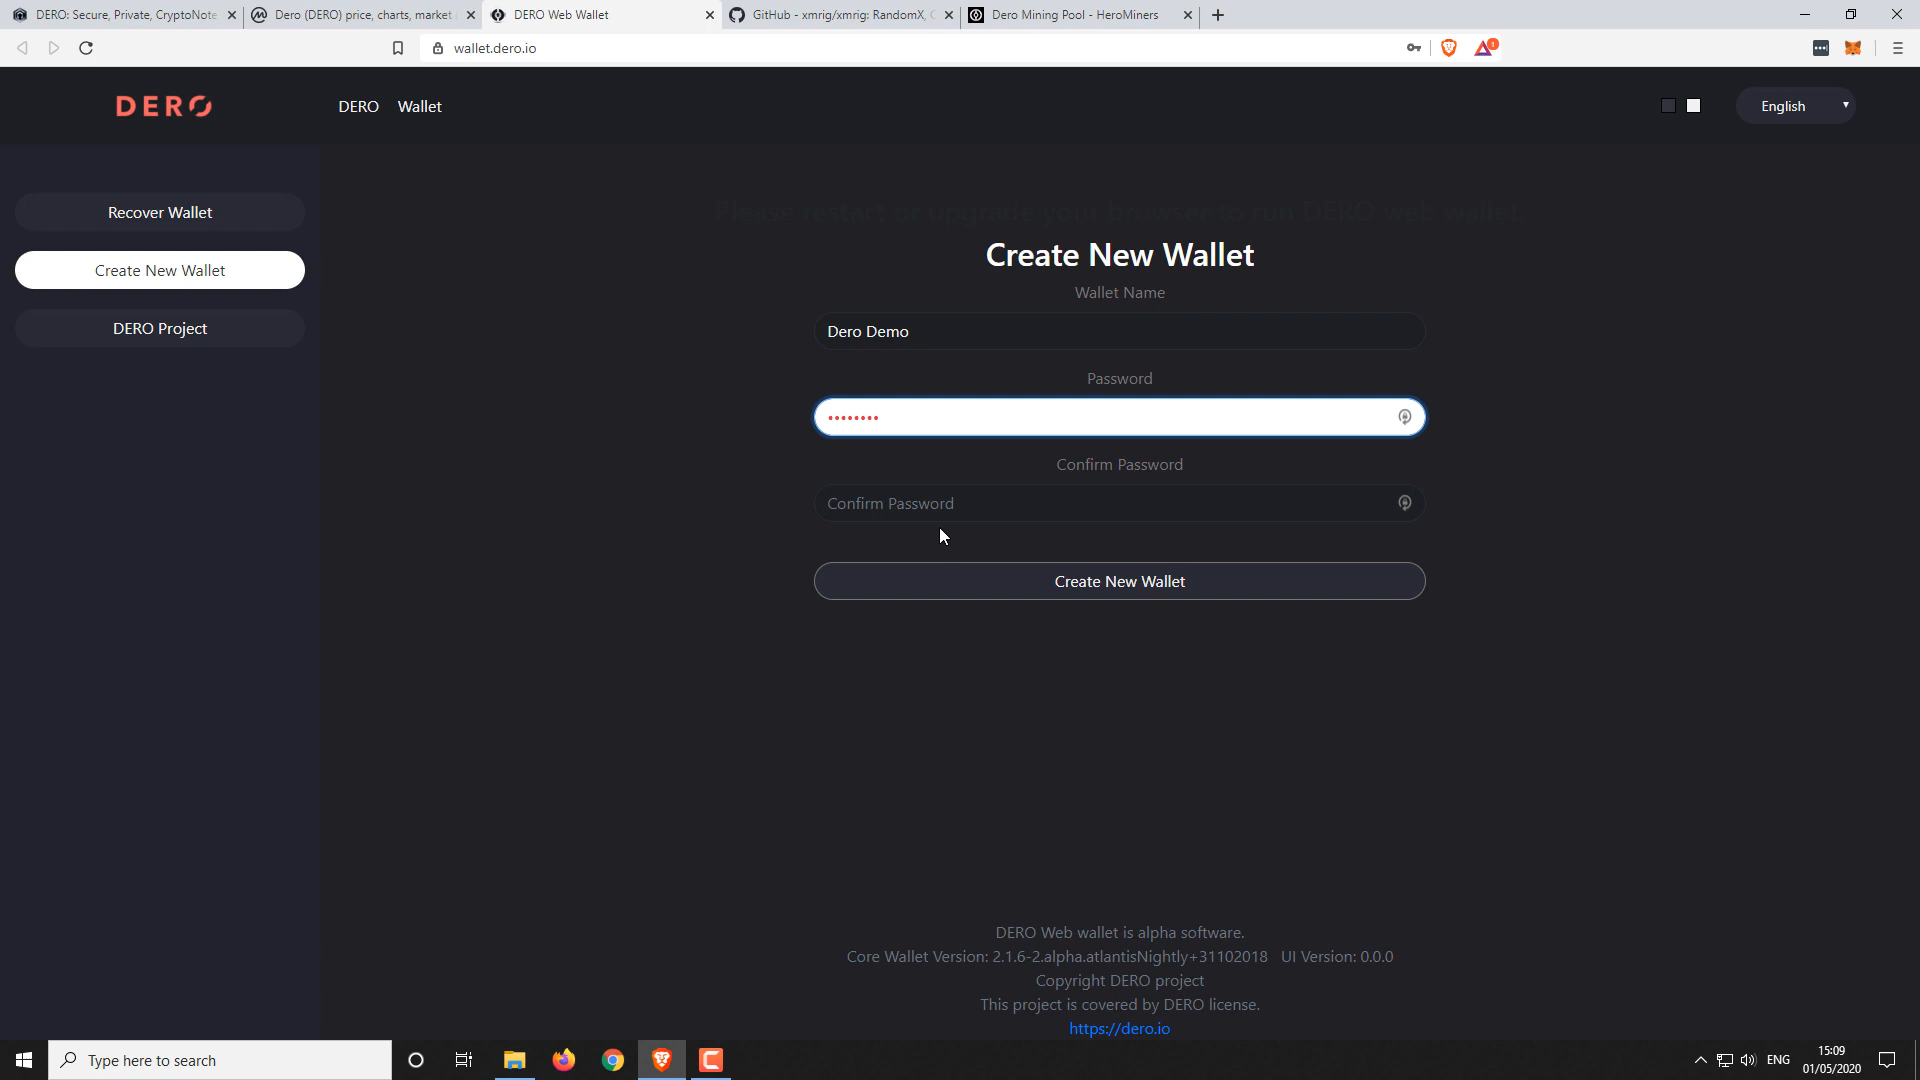 DERO: Secure, Private, CryptoNote
Dero (DERO) price, charts, market
DERO Web Wallet
GitHub - xmrig/xmrig: RandomX,
Dero Mining Pool - HeroMiners
wallet.dero.io
1
DERO
DERO Wallet
English
Recover Wallet
Create New Wallet
DERO Project
Please restart or upgrade your browser to run DERO web wallet.
Create New Wallet
Wallet Name
Dero Demo
Password
Confirm Password
Confirm Password
Create New Wallet
DERO Web wallet is alpha software.
Core Wallet Version: 2.1.6-2.alpha.atlantisNightly+31102018 UI Version: 0.0.0
Copyright DERO project
This project is covered by DERO license.
https://dero.io
Type here to search
ENG
15:09
01/05/2020